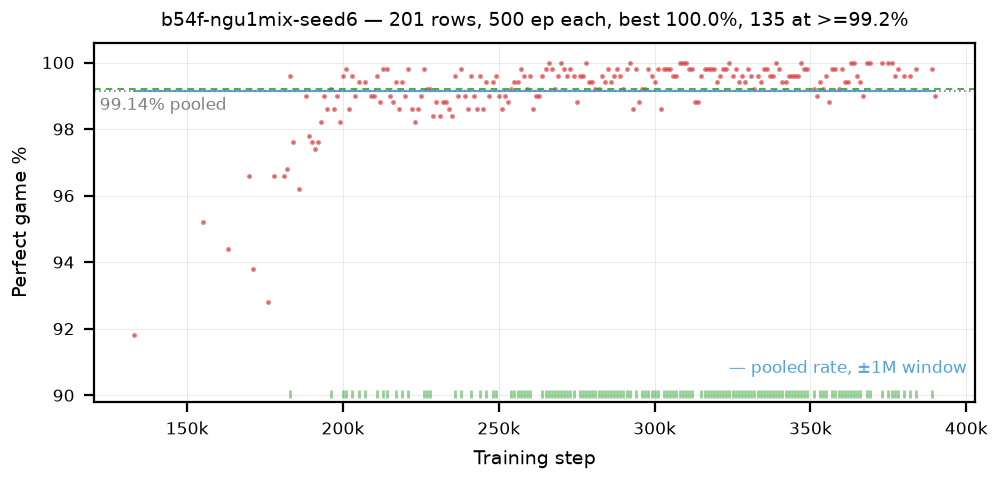 b54f-ngu1mix-seed6 — 201 rows, 500 ep each, best 100.0%, 135 at >=99.2%
100
99.14% pooled
98
96
94
92
90
Perfect game %
— pooled rate, ±1M window
150k
200k
250k
300k
350k
400k
Training step